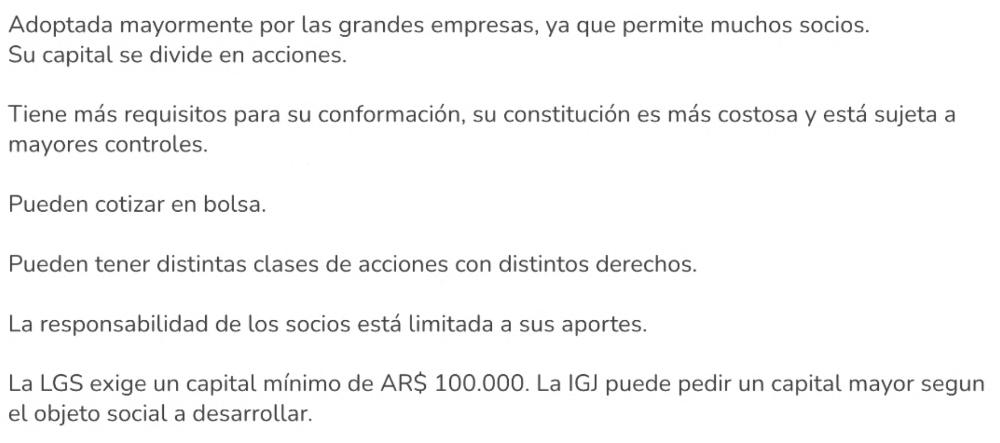 Adoptada mayormente por las grandes empresas, ya que permite muchos socios.
Su capital se divide en acciones.
Tiene más requisitos para su conformación, su constitución es más costosa y está sujeta a
mayores controles.
Pueden cotizar en bolsa.
Pueden tener distintas clases de acciones con distintos derechos.
La responsabilidad de los socios está limitada a sus aportes.
La LGS exige un capital mínimo de AR$ 100.000. La IGJ puede pedir un capital mayor segun
el objeto social a desarrollar.